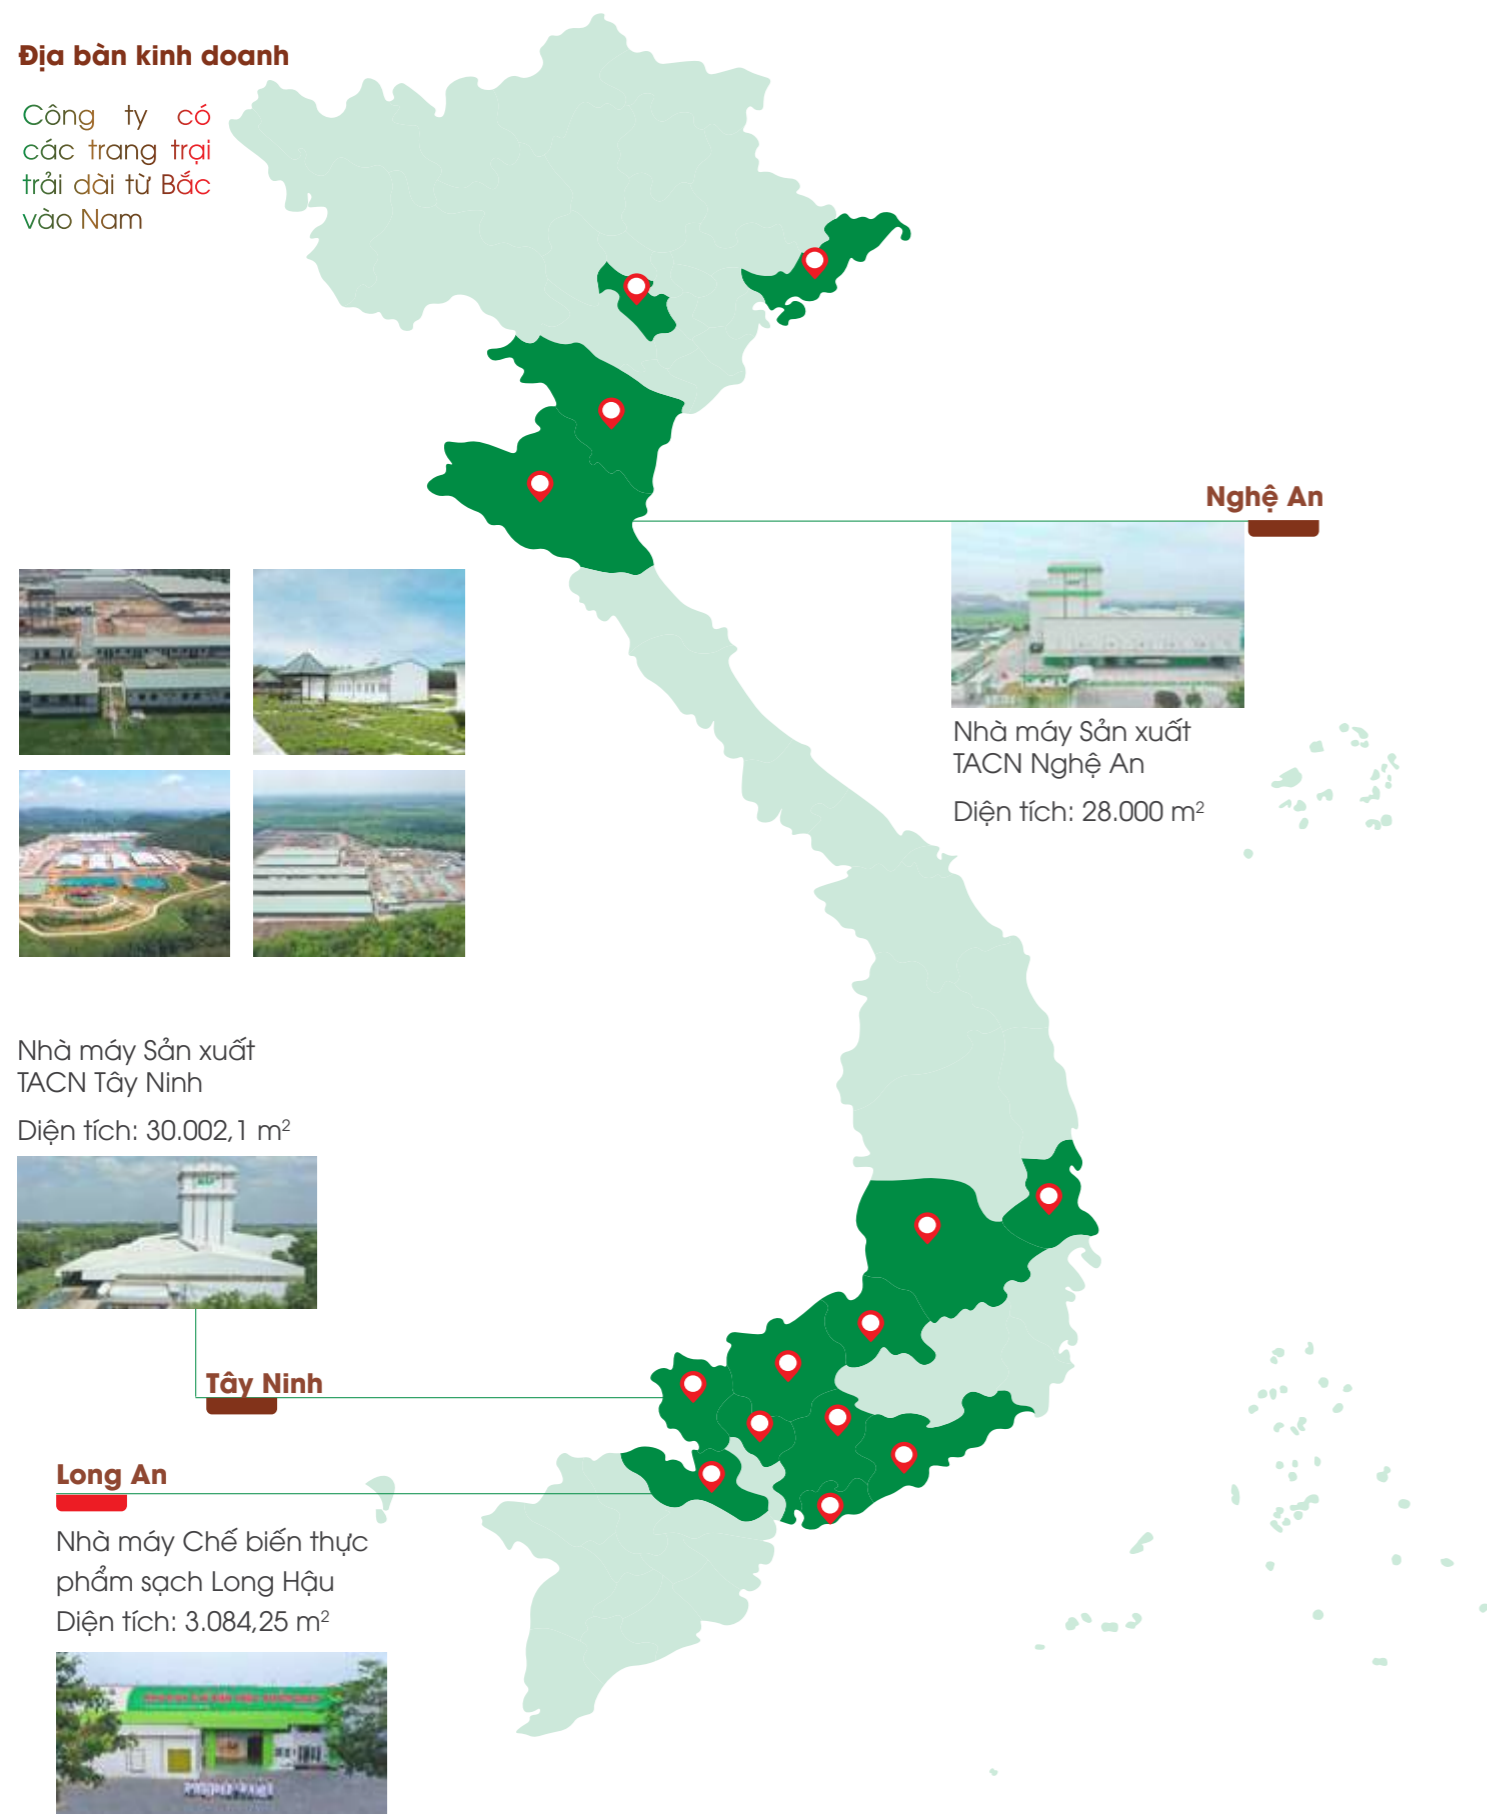 Địa bàn kinh doanh
Công ty có
các trang trại
trải dài từ Bắc
vào Nam
Nghệ An
Nhà máy Sản xuất
TACN Nghệ An
Diện tích: 28.000 m²
Nhà máy Sản xuất
TACN Tây Ninh
Diện tích: 30.002,1 m²
Tây Ninh
Long An
Nhà máy Chế biến thực
phẩm sạch Long Hậu
Diện tích: 3.084,25 m²